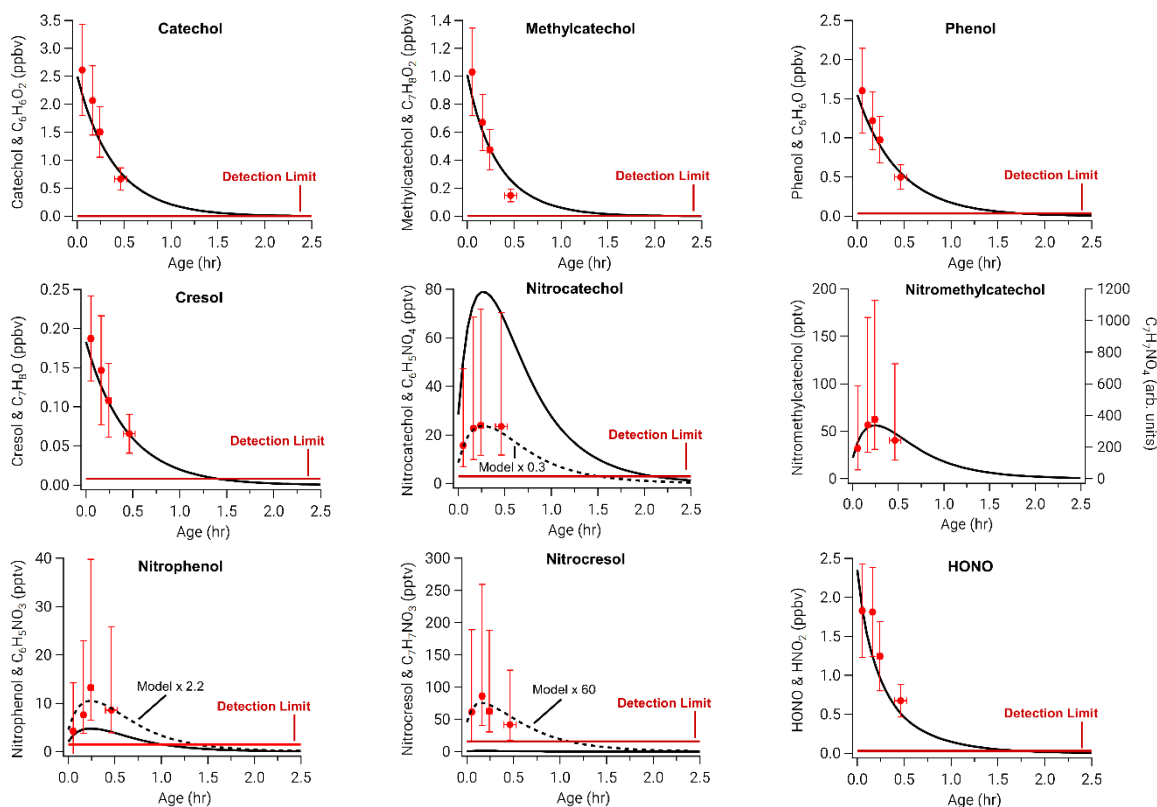 Catechol
Catechol & C₆H₆O₂ (ppbv)
3.5
3.0
2.5
2.0
1.5
1.0
0.5
0.0
Detection Limit
0.0 0.5 1.0 1.5 2.0 2.5
Age (hr)
Methylcatechol
Methylcatechol & C₇H₈O₂ (ppbv)
1.4
1.2
1.0
0.8
0.6
0.4
0.2
0.0
Detection Limit
0.0 0.5 1.0 1.5 2.0 2.5
Age (hr)
Phenol
Phenol & C₆H₆O (ppbv)
2.5
2.0
1.5
1.0
0.5
0.0
Detection Limit
0.0 0.5 1.0 1.5 2.0 2.5
Age (hr)
Cresol
Cresol & C₇H₈O (ppbv)
0.25
0.20
0.15
0.10
0.05
0.00
Detection Limit
0.0 0.5 1.0 1.5 2.0 2.5
Age (hr)
Nitrocatechol
Nitrocatechol & C₆H₅NO₄ (pptv)
80
60
40
20
0
Detection Limit
Model x 0.3
0.0 0.5 1.0 1.5 2.0 2.5
Age (hr)
Nitromethylcatechol
Nitromethylcatechol (pptv)
200
150
100
50
0
1200
1000
800
600
400
200
0
C₇H₇NO₄ (arb. units)
0.0 0.5 1.0 1.5 2.0 2.5
Age (hr)
Nitrophenol
Nitrophenol & C₆H₅NO₃ (pptv)
40
30
20
10
0
Model x 2.2
Detection Limit
0.0 0.5 1.0 1.5 2.0 2.5
Age (hr)
Nitrocresol
Nitrocresol & C₇H₇NO₃ (pptv)
300
250
200
150
100
50
0
Model x 60
Detection Limit
0.0 0.5 1.0 1.5 2.0 2.5
Age (hr)
HONO
HONO & HNO₂ (ppbv)
2.5
2.0
1.5
1.0
0.5
0.0
Detection Limit
0.0 0.5 1.0 1.5 2.0 2.5
Age (hr)